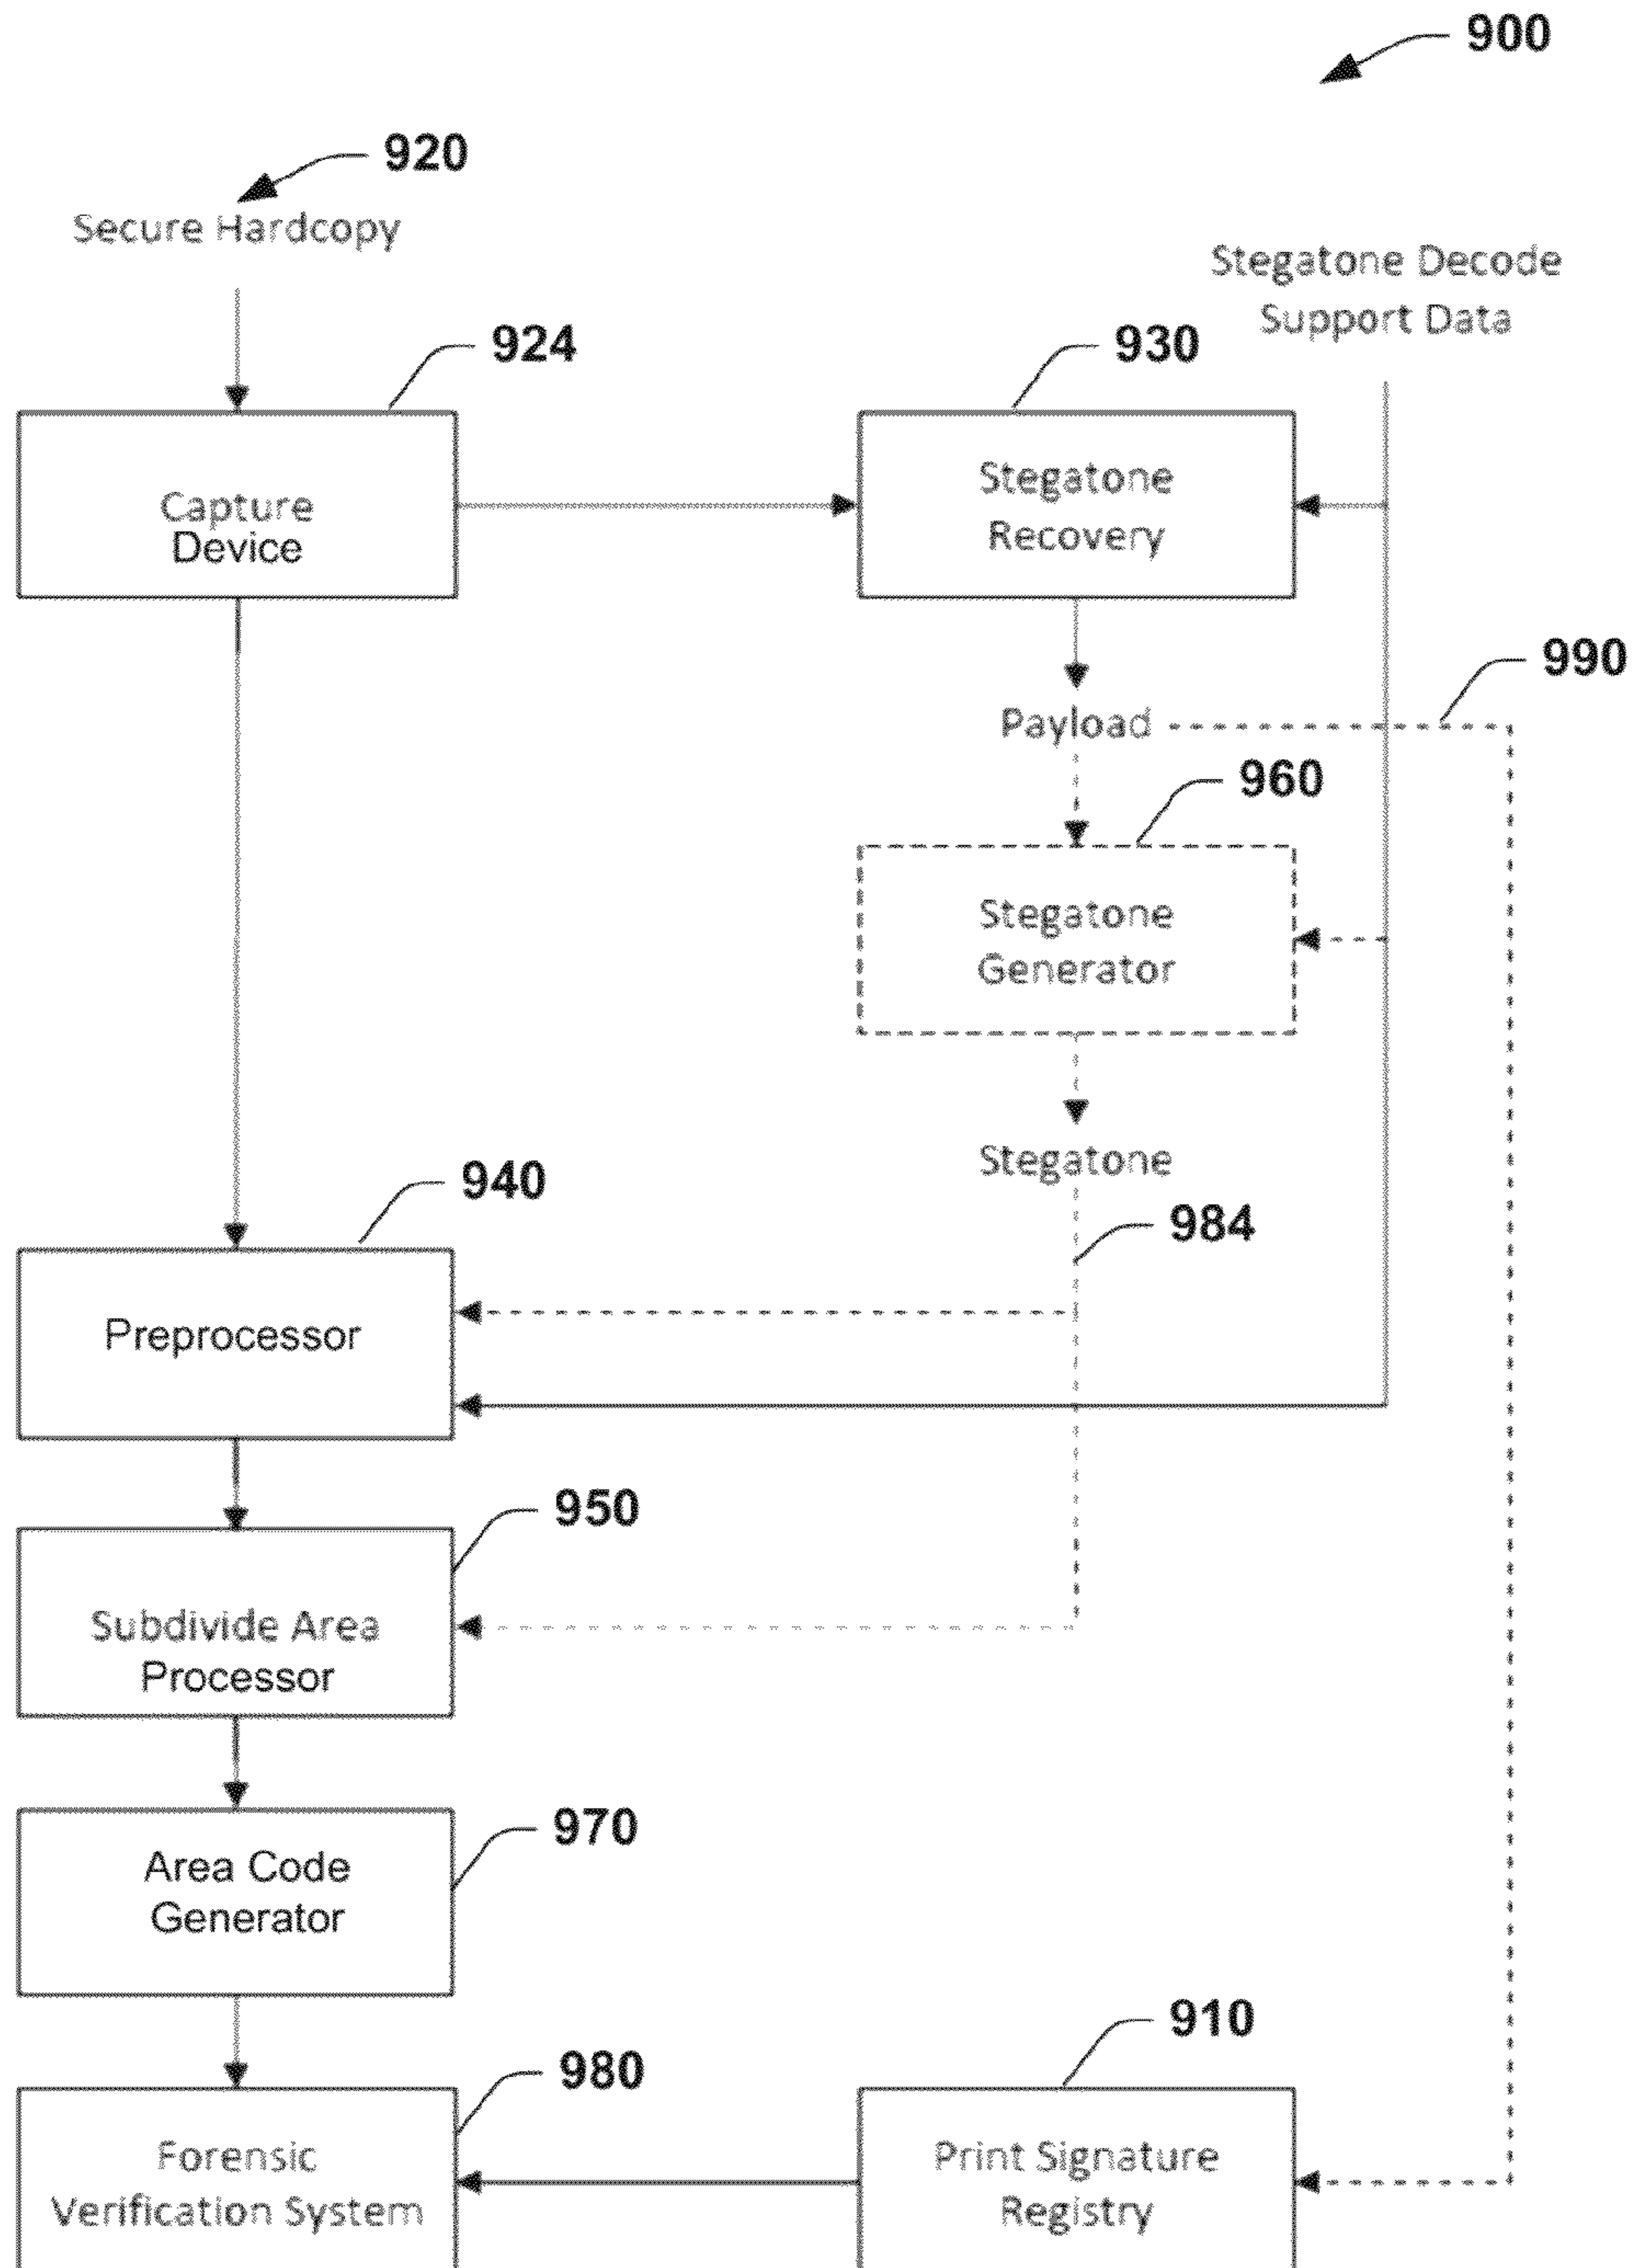 900
920
Secure Hardcopy
Stegatone Decode
Support Data
924
930
Capture
Device
Stegatone
Recovery
990
Payload
960
Stegatone
Generator
Stegatone
940
984
Preprocessor
950
Subdivide Area
Processor
970
Area Code
Generator
910
980
Forensic
Verification System
Print Signature
Registry